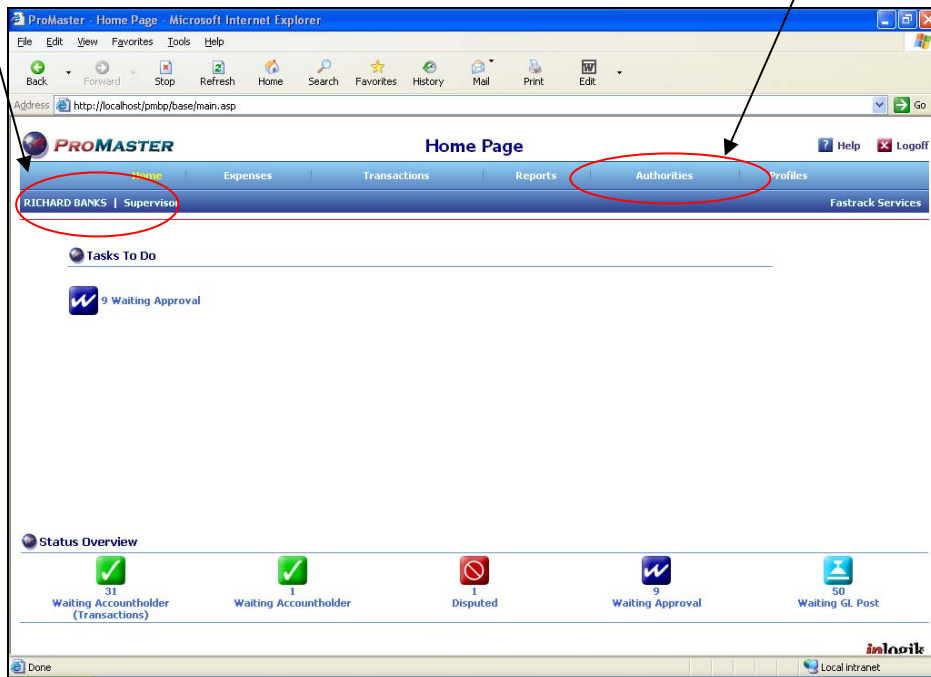 ProMaster - Home Page - Microsoft Internet Explorer
File Edit View Favorites Tools Help
Back Forward Stop Refresh Home Search Favorites History Mail Print Edit
Address http://localhost/pmbp/base/main.asp Go
PROMASTER Home Page Help Logoff
Home Expenses Transactions Reports Authorities Profiles
RICHARD BANKS | Supervisor Fastrack Services
Tasks To Do
9 Waiting Approval
Status Overview
31 1 1 9 50
Waiting Accountholder Waiting Accountholder Disputed Waiting Approval Waiting GL Post
(Transactions)
inlogik
Done Local intranet